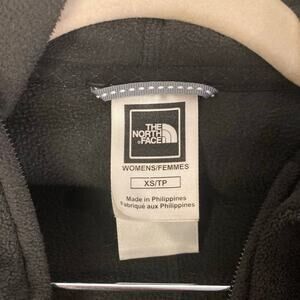 THE
NORTH
FACE
WOMENS/FEMMES
XS/TP
Made in Philippines
Fabriqué aux Philippines